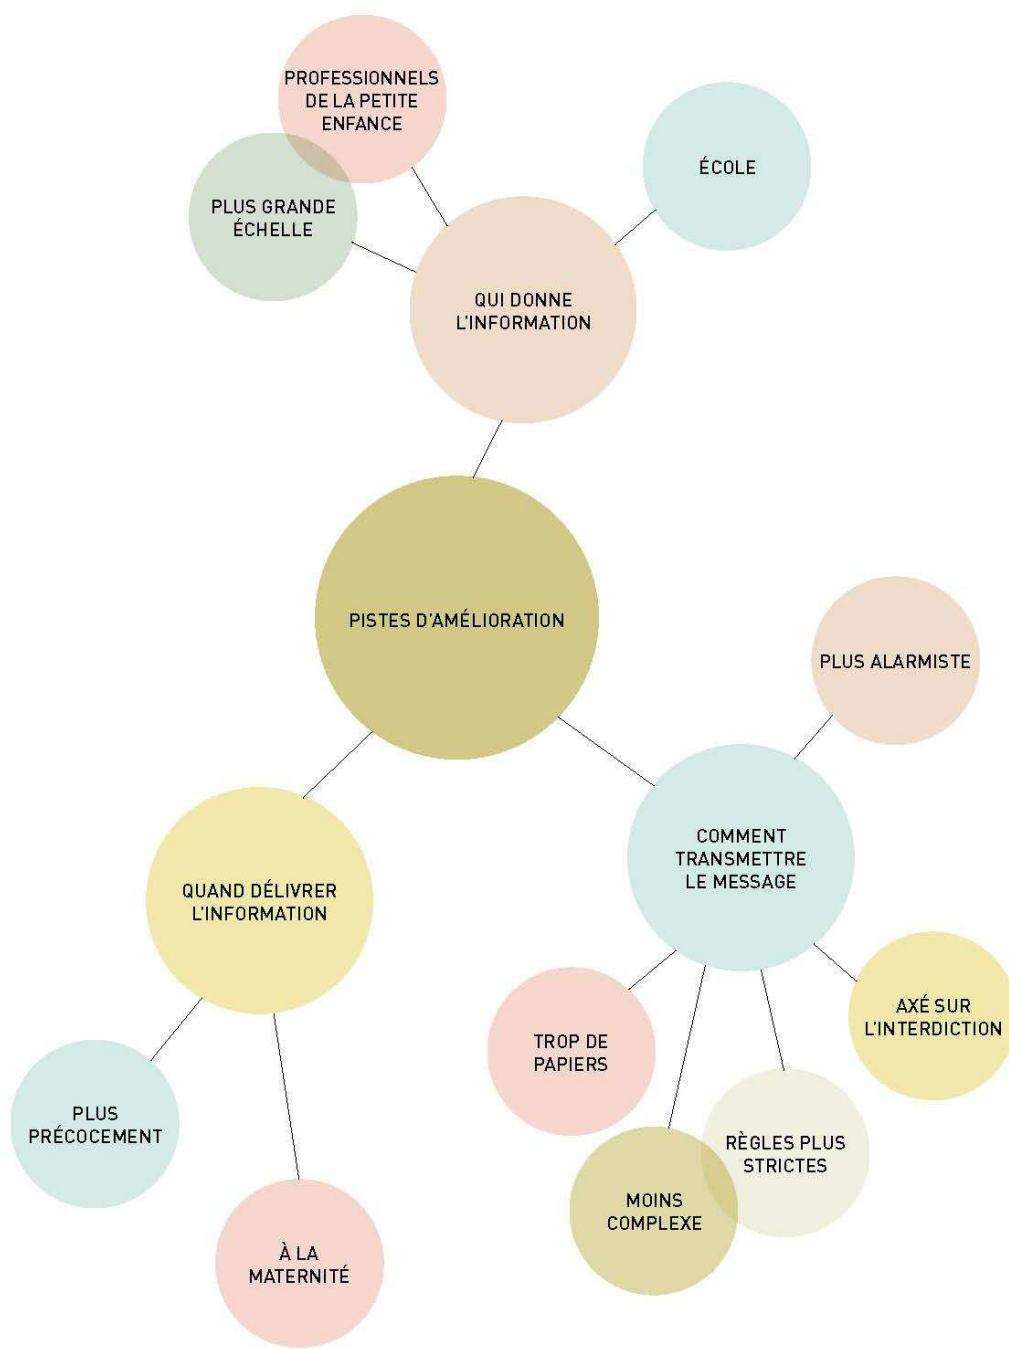 PROFESSIONNELS
DE LA PETITE
ENFANCE
ÉCOLE
PLUS GRANDE
ÉCHELLE
QUI DONNE
L'INFORMATION
PISTES D'AMÉLIORATION
PLUS ALARMISTE
COMMENT
TRANSMETTRE
LE MESSAGE
QUAND DÉLIVRER
L'INFORMATION
AXÉ SUR
L'INTERDICTION
TROP DE
PAPIERS
PLUS
PRÉCOCEMENT
RÈGLES PLUS
STRICTES
MOINS
COMPLEXE
À LA
MATERNITÉ